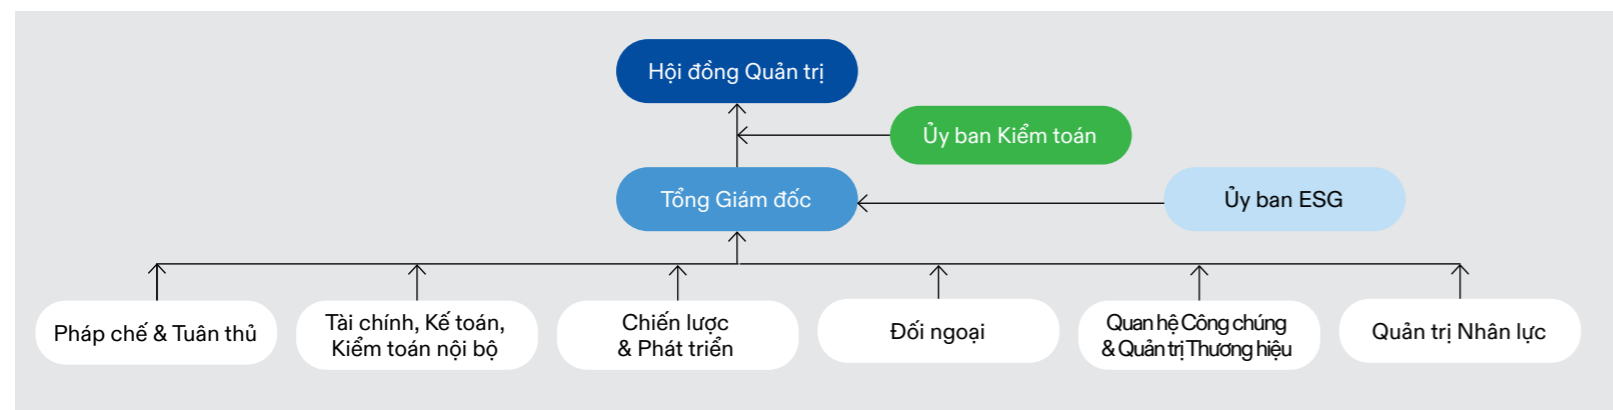 Hội đồng Quản trị
Ủy ban Kiểm toán
Tổng Giám đốc
Ủy ban ESG
Pháp chế & Tuân thủ
Tài chính, Kế toán,
Kiểm toán nội bộ
Chiến lược
& Phát triển
Đối ngoại
Quan hệ Công chúng
& Quản trị Thương hiệu
Quản trị Nhân lực